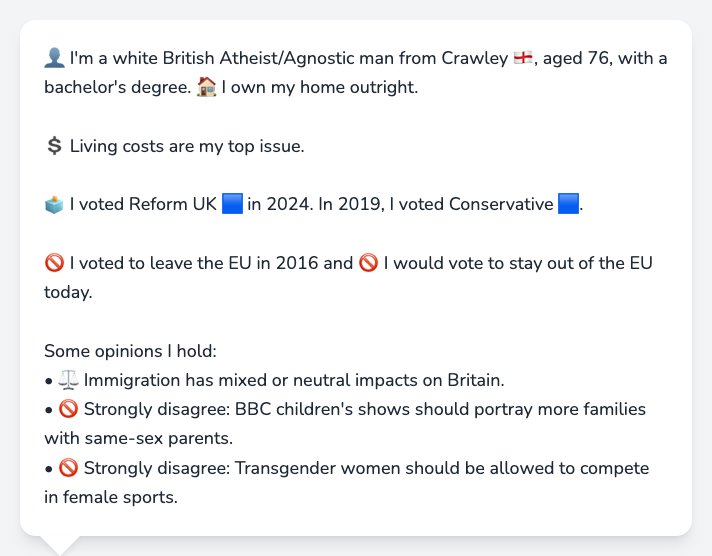 👤 I'm a white British Atheist/Agnostic man from Crawley 🏴󠁧󠁢󠁥󠁮󠁧󠁿, aged 76, with a
bachelor's degree. 🏠 I own my home outright.
💲 Living costs are my top issue.
🗳️ I voted Reform UK 🟦 in 2024. In 2019, I voted Conservative 🟦.
🚫 I voted to leave the EU in 2016 and 🚫 I would vote to stay out of the EU
today.
Some opinions I hold:
• ⚖️ Immigration has mixed or neutral impacts on Britain.
• 🚫 Strongly disagree: BBC children's shows should portray more families
with same-sex parents.
• 🚫 Strongly disagree: Transgender women should be allowed to compete
in female sports.